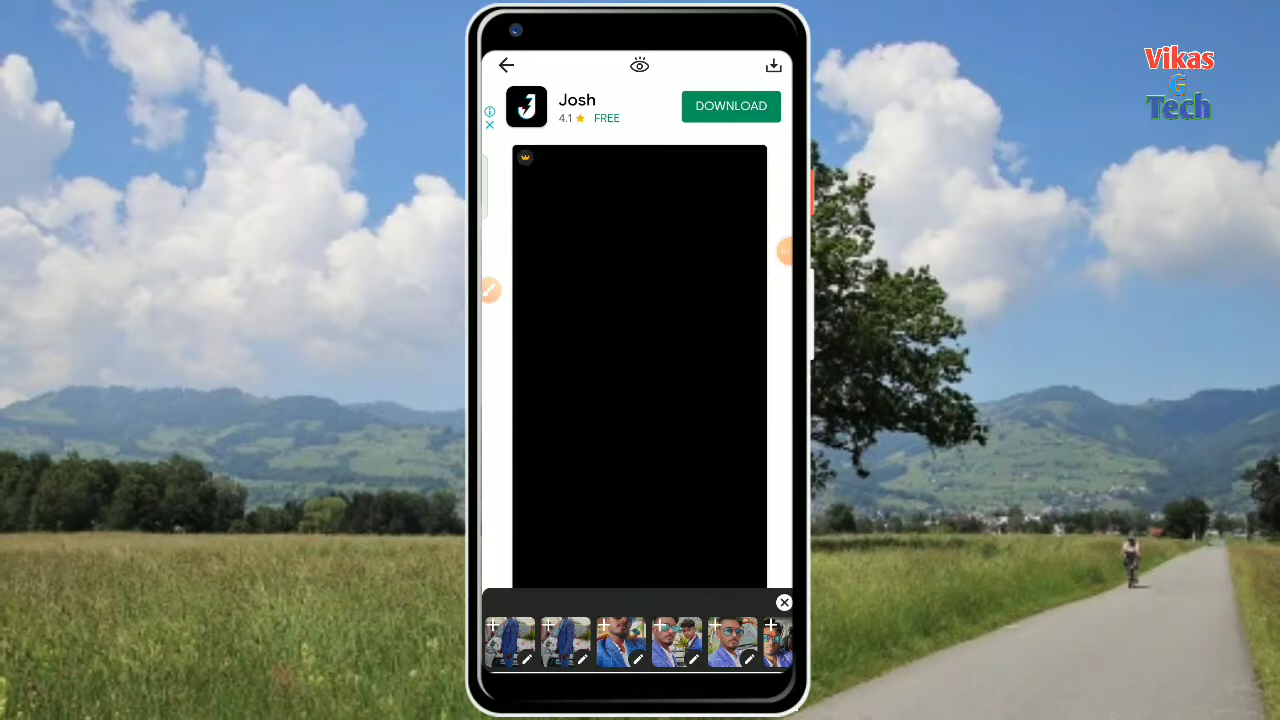 Vikas
G
Tech
Josh
4.1 ★ FREE
DOWNLOAD